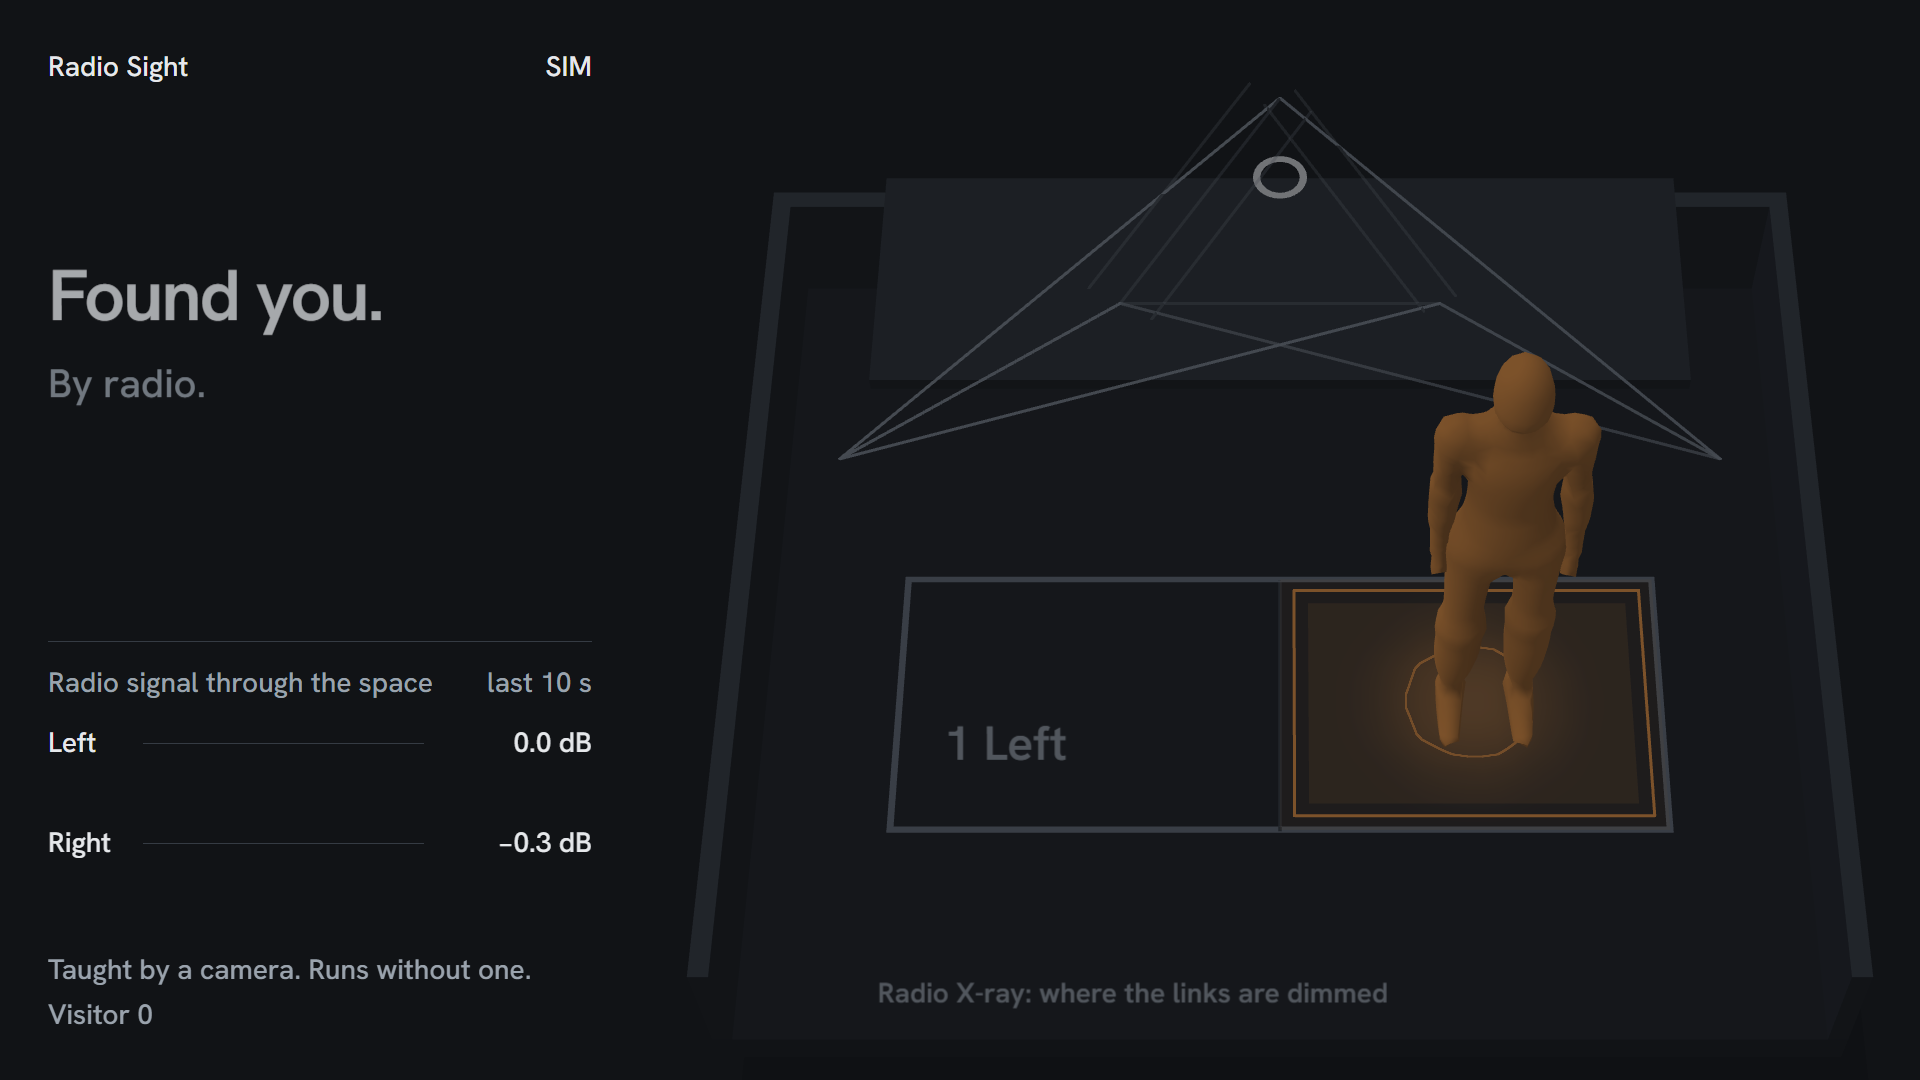 Radio Sight
SIM
Found you.
By radio.
Radio signal through the space
last 10 s
Left
0.0 dB
Right
−0.3 dB
Taught by a camera. Runs without one.
Visitor 0
1 Left
Radio X-ray: where the links are dimmed